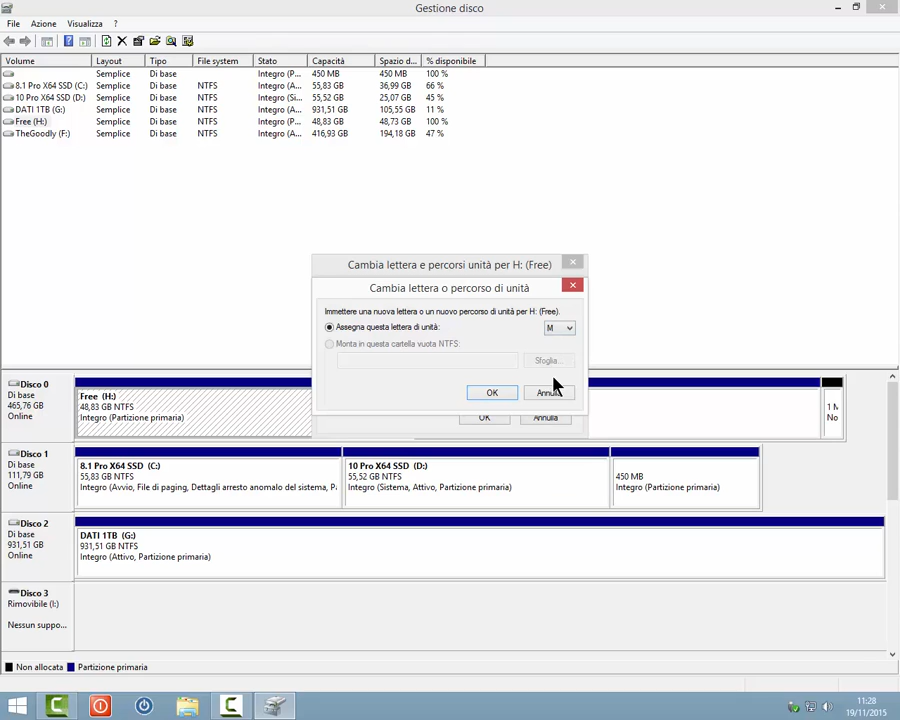 Gestione disco
File Azione Visualizza ?
Volume Layout Tipo File system Stato Capacità Spazio d... % disponibile
Semplice Di base Integro (P... 450 MB 450 MB 100 %
8.1 Pro X64 SSD (C:) Semplice Di base NTFS Integro (A... 55,83 GB 36,99 GB 66 %
10 Pro X64 SSD (D:) Semplice Di base NTFS Integro (Si... 55,52 GB 25,07 GB 45 %
DATI 1TB (G:) Semplice Di base NTFS Integro (A... 931,51 GB 105,55 GB 11 %
Free (H:) Semplice Di base NTFS Integro (P... 48,83 GB 48,73 GB 100 %
TheGoodly (F:) Semplice Di base NTFS Integro (A... 416,93 GB 194,18 GB 47 %
Cambia lettera e percorsi unità per H: (Free)
Cambia lettera o percorso di unità
Immettere una nuova lettera o un nuovo percorso di unità per H: (Free).
Assegna questa lettera di unità: M
Monta in questa cartella vuota NTFS:
Sfoglia...
OK Annulla
OK Annulla
Disco 0
Di base
465,76 GB
Online
Free (H:)
48,83 GB NTFS
Integro (Partizione primaria)
1 M
No
Disco 1
Di base
111,79 GB
Online
8.1 Pro X64 SSD (C:)
55,83 GB NTFS
Integro (Avvio, File di paging, Dettagli arresto anomalo del sistema, P
10 Pro X64 SSD (D:)
55,52 GB NTFS
Integro (Sistema, Attivo, Partizione primaria)
450 MB
Integro (Partizione primaria)
Disco 2
Di base
931,51 GB
Online
DATI 1TB (G:)
931,51 GB NTFS
Integro (Attivo, Partizione primaria)
Disco 3
Rimovibile (I:)
Nessun suppo...
Non allocata Partizione primaria
11:28
19/11/2015